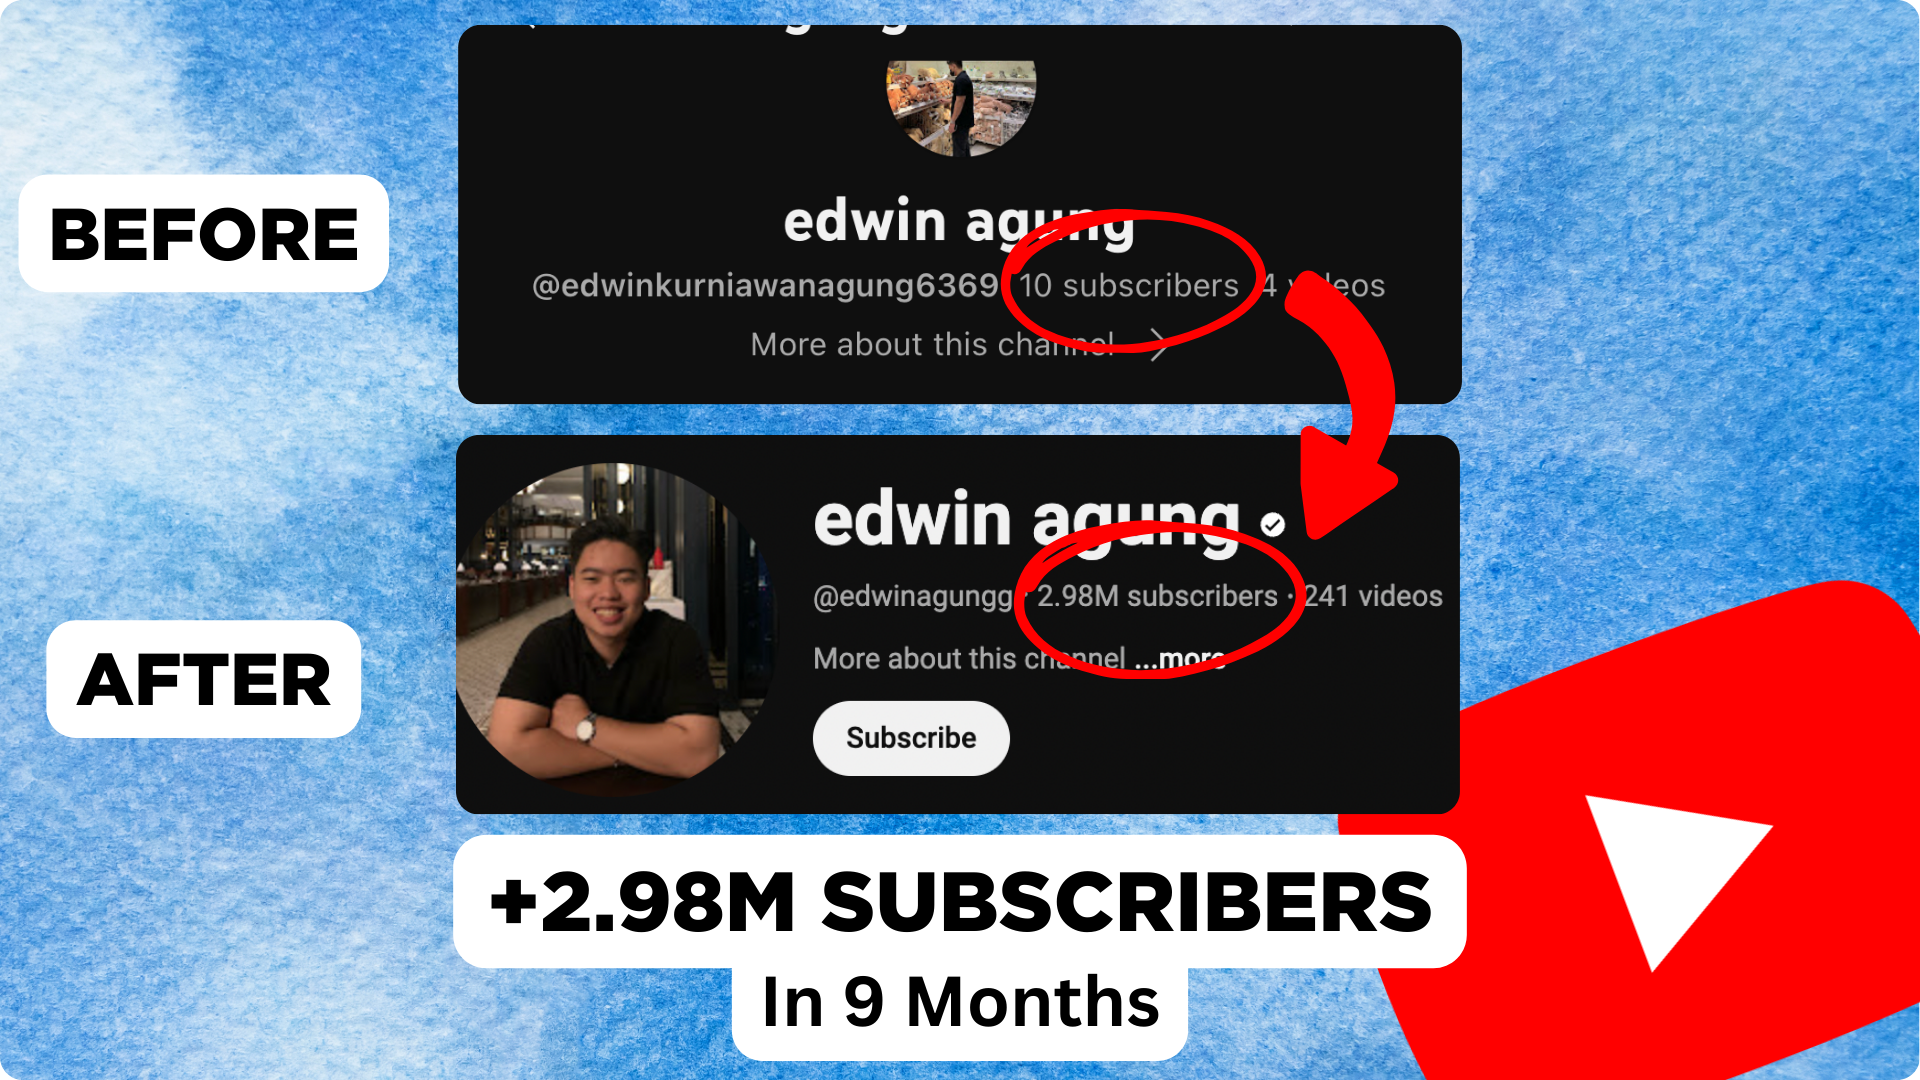 BEFORE
edwin agung
@edwinkurniawanagung6369 10 subscribers 4 videos
More about this channel
AFTER
edwin agung
@edwinagungg · 2.98M subscribers · 241 videos
More about this channel ...more
Subscribe
+2.98M SUBSCRIBERS
In 9 Months